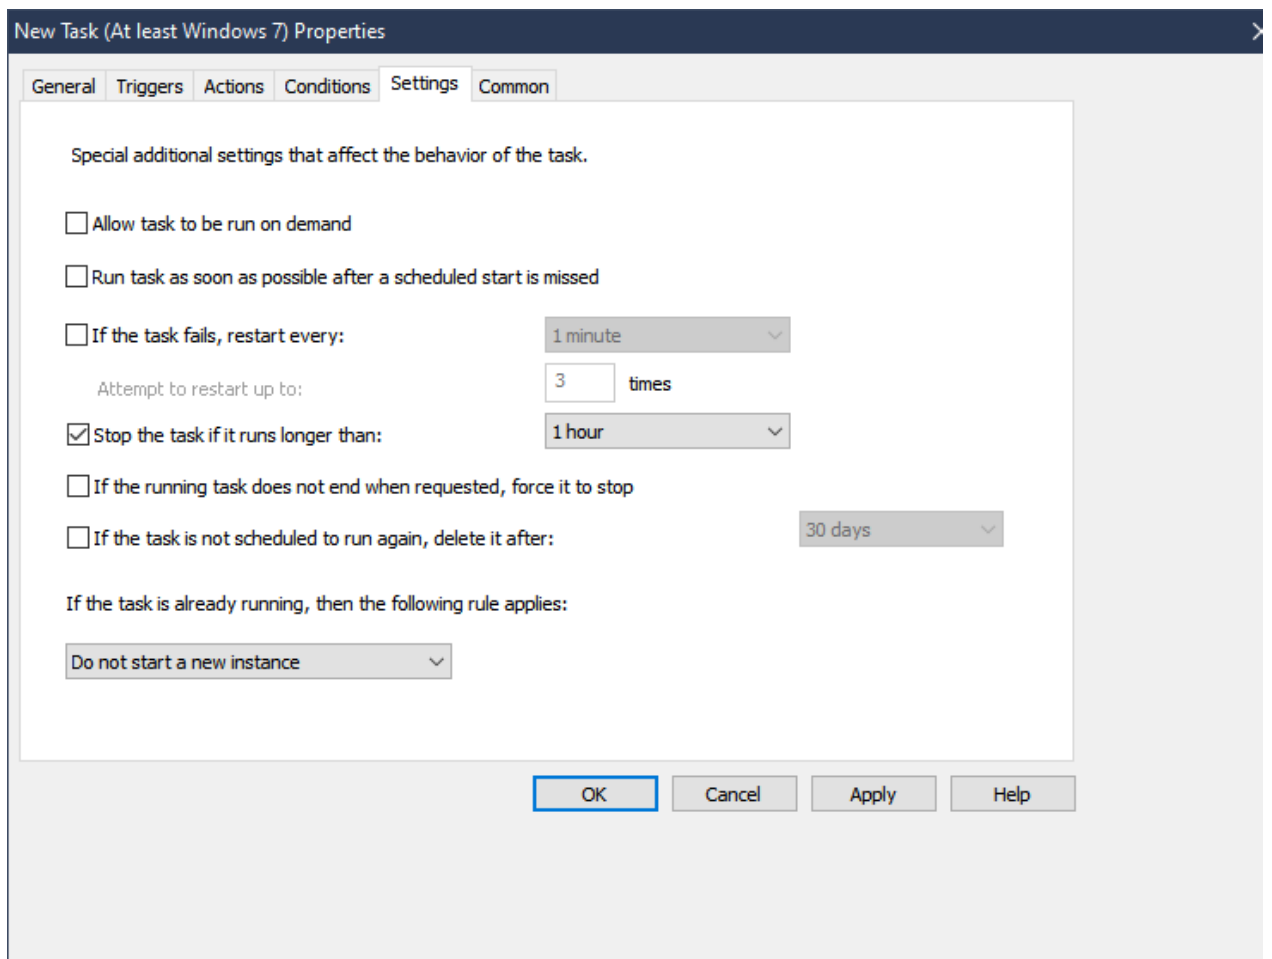 New Task (At least Windows 7) Properties
General Triggers Actions Conditions Settings Common
Special additional settings that affect the behavior of the task.
Allow task to be run on demand
Run task as soon as possible after a scheduled start is missed
If the task fails, restart every: 1 minute
Attempt to restart up to: 3 times
Stop the task if it runs longer than: 1 hour
If the running task does not end when requested, force it to stop
If the task is not scheduled to run again, delete it after: 30 days
If the task is already running, then the following rule applies:
Do not start a new instance
OK Cancel Apply Help